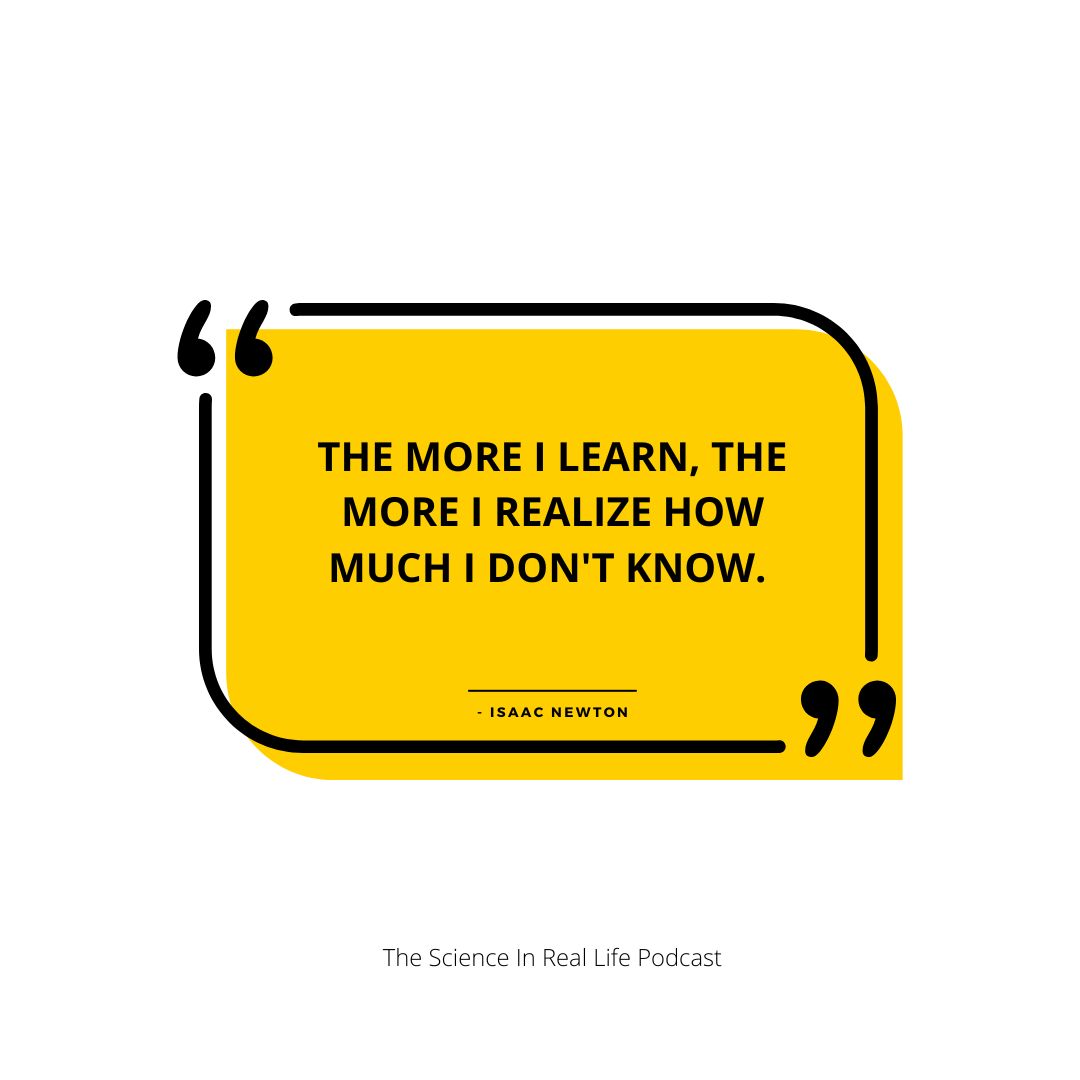 THE MORE I LEARN, THE
MORE I REALIZE HOW
MUCH I DON'T KNOW.
- ISAAC NEWTON
The Science In Real Life Podcast